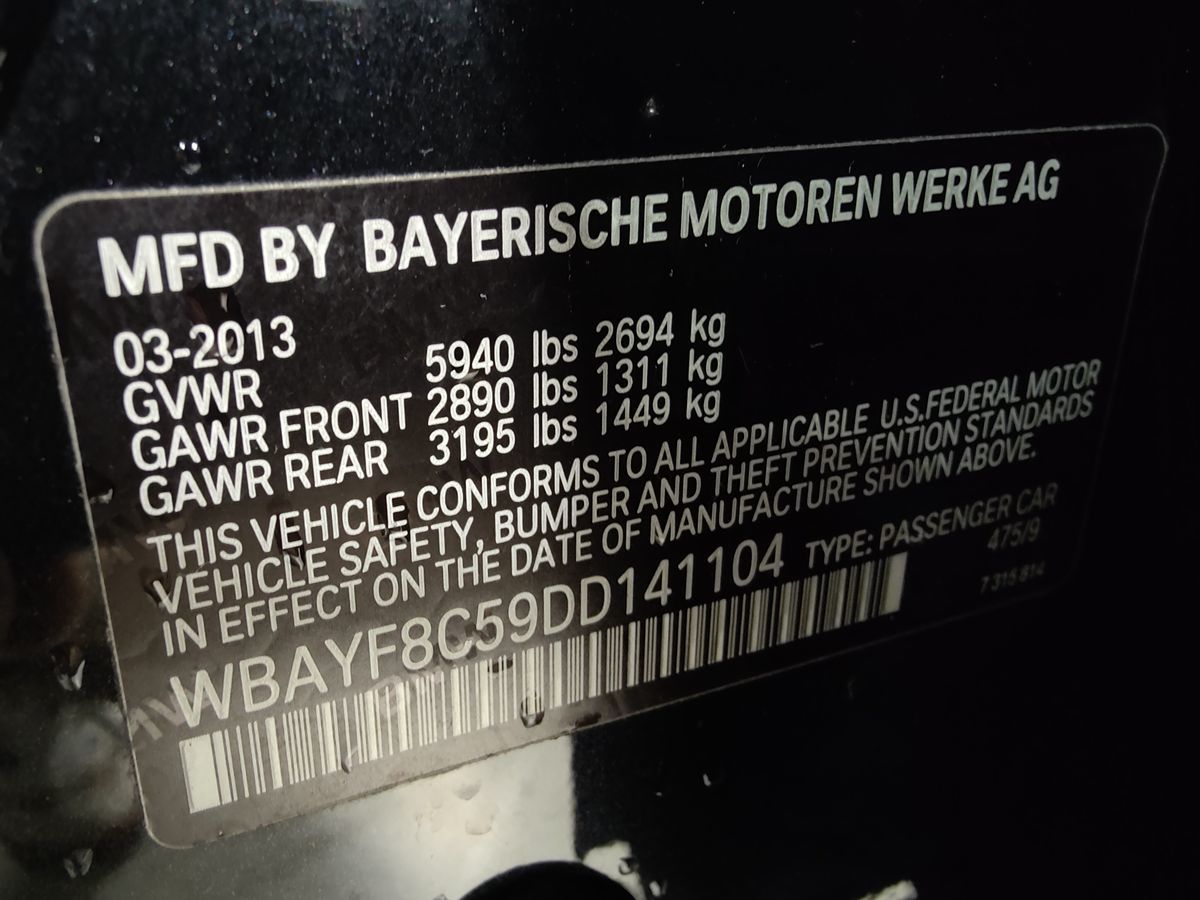 MFD BY BAYERISCHE MOTOREN WERKE AG
03-2013
GVWR 5940 lbs 2694 kg
GAWR FRONT 2890 lbs 1311 kg
GAWR REAR 3195 lbs 1449 kg
THIS VEHICLE CONFORMS TO ALL APPLICABLE U.S.FEDERAL MOTOR
VEHICLE SAFETY, BUMPER AND THEFT PREVENTION STANDARDS
IN EFFECT ON THE DATE OF MANUFACTURE SHOWN ABOVE.
WBAYF8C59DD141104 TYPE: PASSENGER CAR
475/9
7 315 814